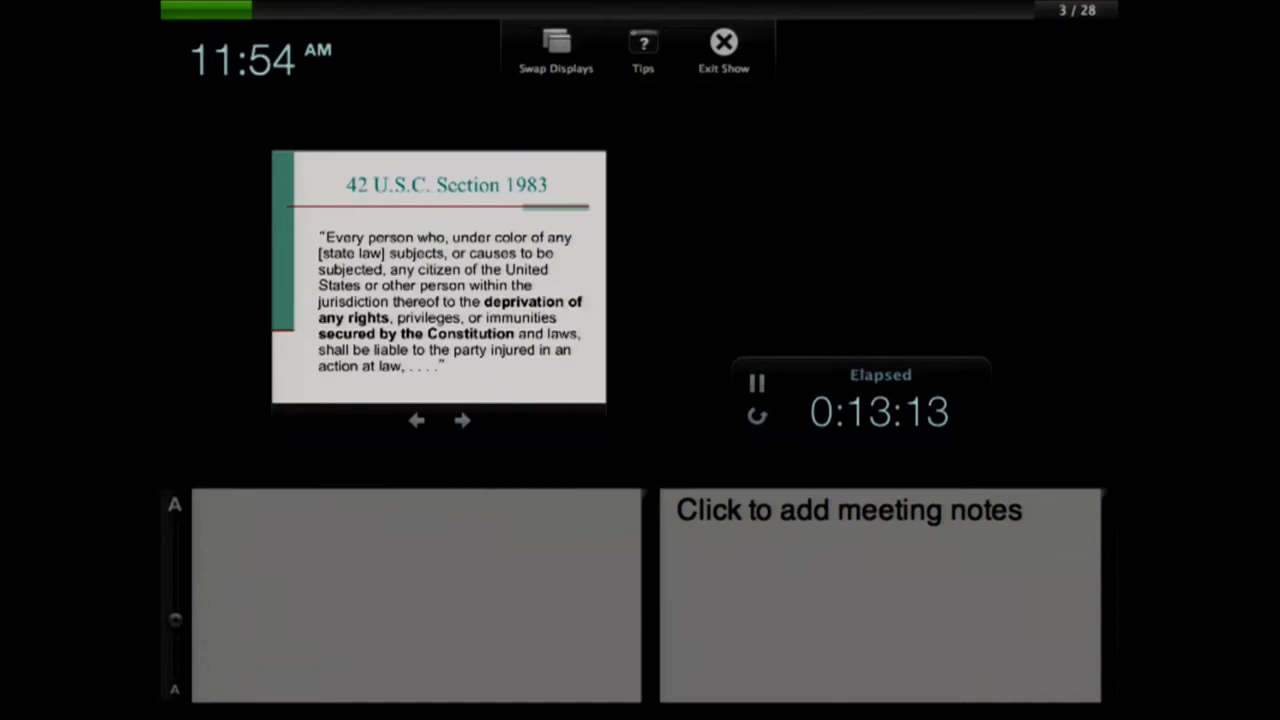 3 / 28
11:54 AM
Swap Displays
Tips
Exit Show
42 U.S.C. Section 1983
"Every person who, under color of any
[state law] subjects, or causes to be
subjected, any citizen of the United
States or other person within the
jurisdiction thereof to the deprivation of
any rights, privileges, or immunities
secured by the Constitution and laws,
shall be liable to the party injured in an
action at law, . . . ."
Elapsed
0:13:13
A
Click to add meeting notes
A